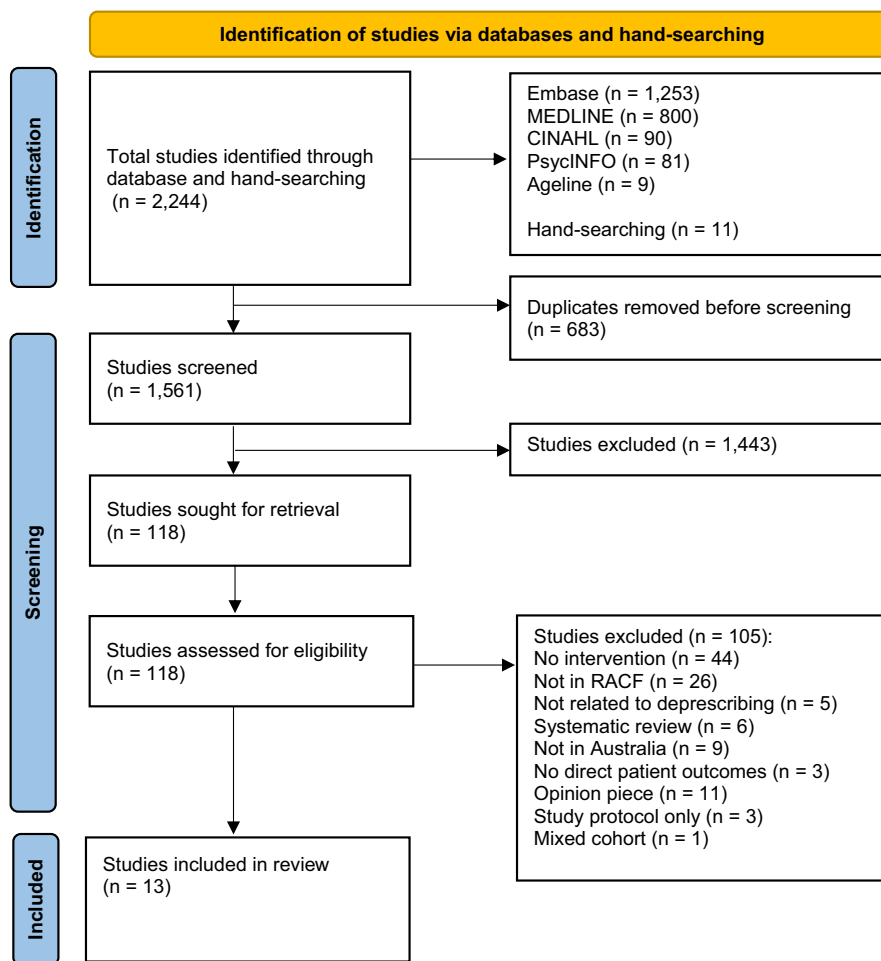 Identification of studies via databases and hand-searching
Identification
Total studies identified through
database and hand-searching
(n = 2,244)
Embase (n = 1,253)
MEDLINE (n = 800)
CINAHL (n = 90)
PsycINFO (n = 81)
Ageline (n = 9)
Hand-searching (n = 11)
Duplicates removed before screening
(n = 683)
Screening
Studies screened
(n = 1,561)
Studies excluded (n = 1,443)
Studies sought for retrieval
(n = 118)
Studies assessed for eligibility
(n = 118)
Studies excluded (n = 105):
No intervention (n = 44)
Not in RACF (n = 26)
Not related to deprescribing (n = 5)
Systematic review (n = 6)
Not in Australia (n = 9)
No direct patient outcomes (n = 3)
Opinion piece (n = 11)
Study protocol only (n = 3)
Mixed cohort (n = 1)
Included
Studies included in review
(n = 13)